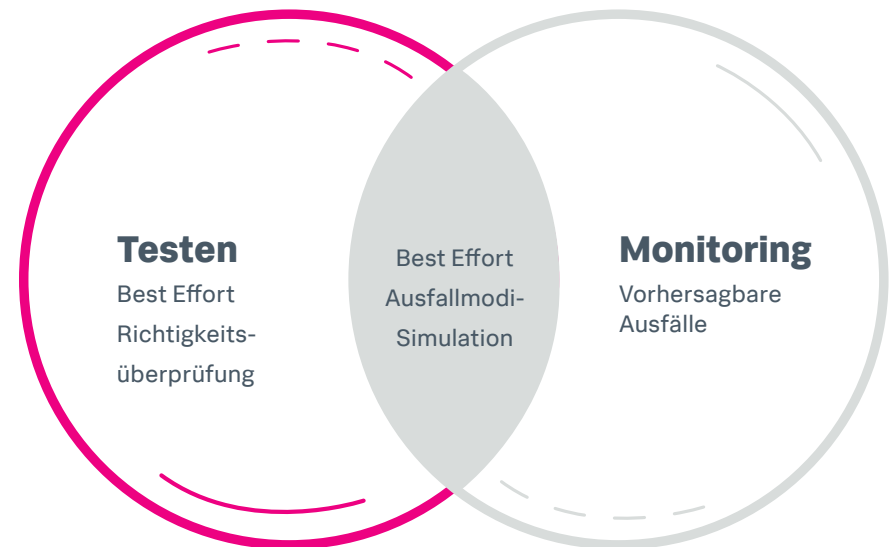 Testen
Best Effort
Richtigkeits-
überprüfung
Best Effort
Ausfallmodi-
Simulation
Monitoring
Vorhersagbare
Ausfälle